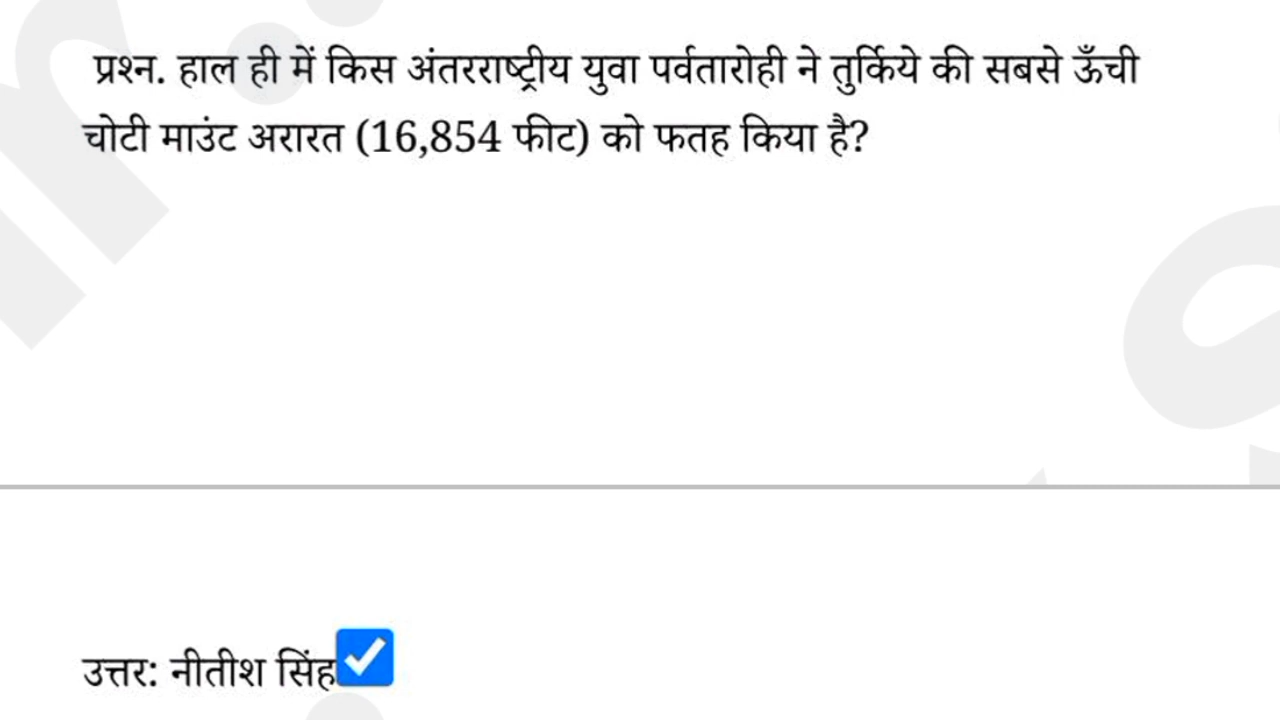 प्रश्न. हाल ही में किस अंतरराष्ट्रीय युवा पर्वतारोही ने तुर्किये की सबसे ऊँची
चोटी माउंट अरारत (16,854 फीट) को फतह किया है?
उत्तर: नीतीश सिंह